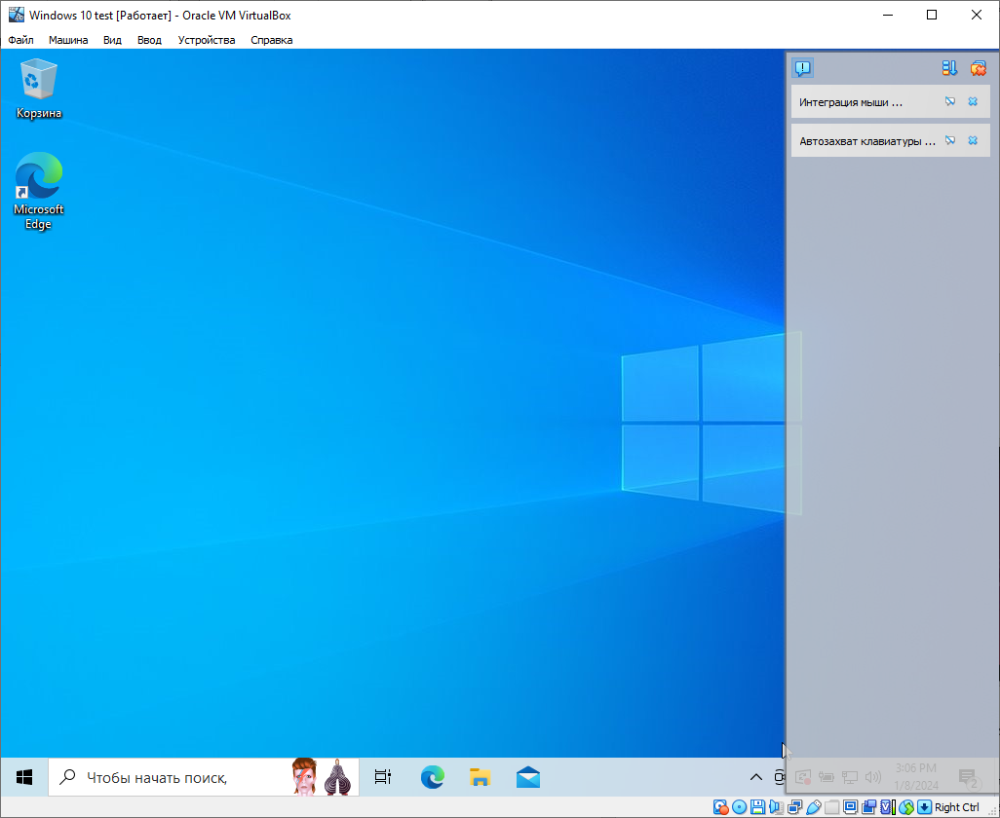 Windows 10 test [Работает] - Oracle VM VirtualBox
Файл Машина Вид Ввод Устройства Справка
Корзина
Интеграция мыши ...
Автозахват клавиатуры ...
Microsoft
Edge
Чтобы начать поиск,
3:06 PM
1/8/2024
2
Right Ctrl